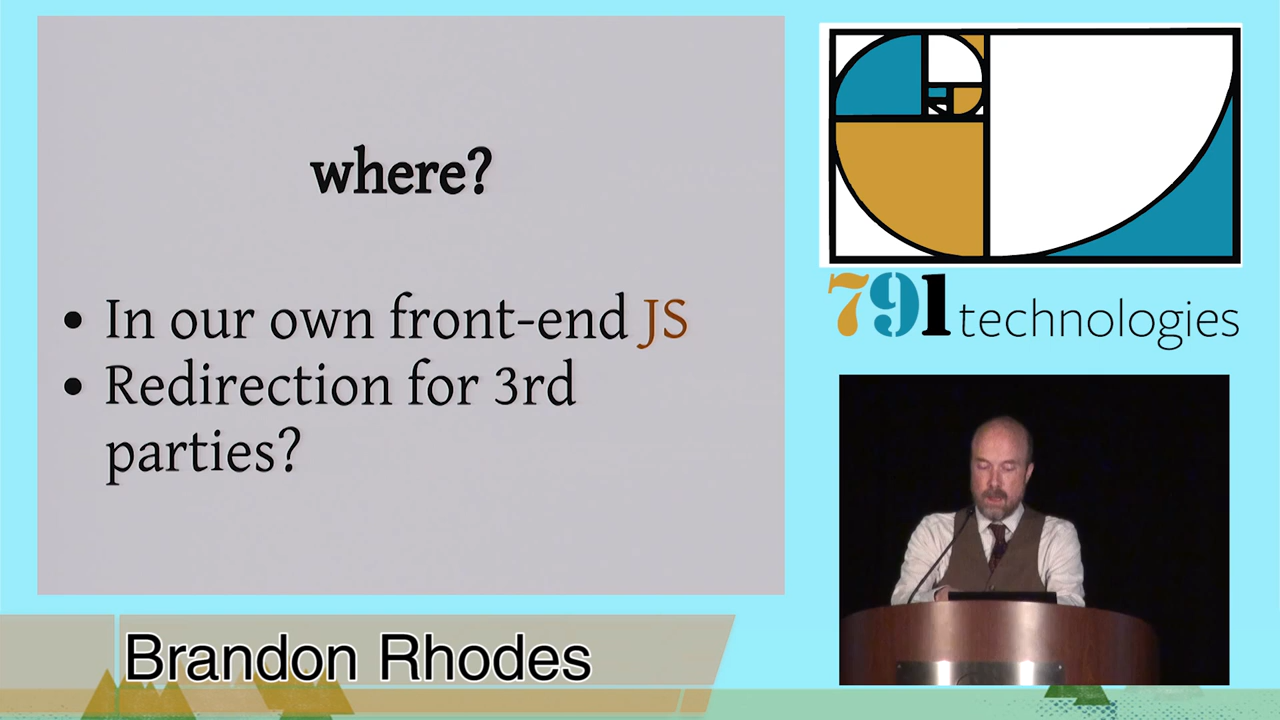 where?
• In our own front-end JS
• Redirection for 3rd
parties?
791 technologies
Brandon Rhodes